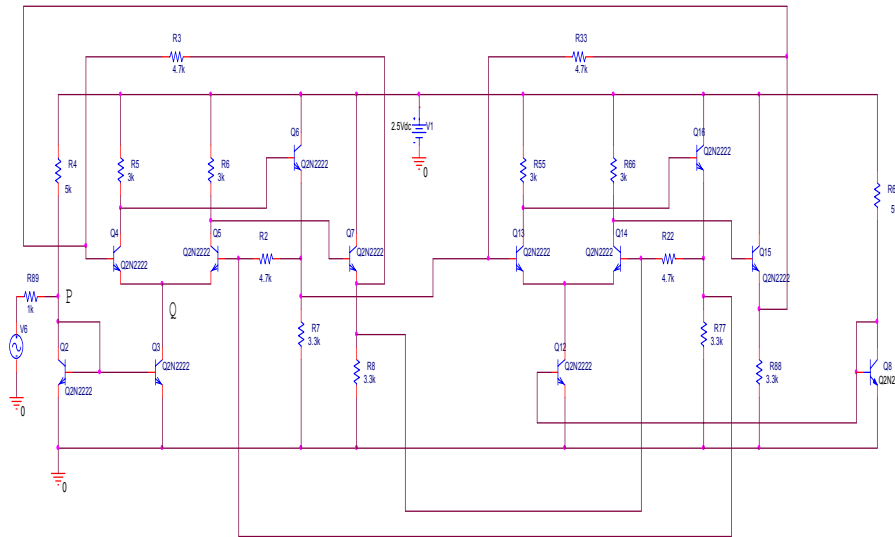 R3
4.7k
R33
4.7k
2.5Vdc
V1
0
R4
5k
R5
3k
R6
3k
Q6
Q2N2222
R55
3k
R66
3k
Q16
Q2N2222
R6
5
Q4
Q2N2222
Q5
Q2N2222
R2
4.7k
Q7
Q2N2222
Q13
Q2N2222
Q14
Q2N2222
R22
4.7k
Q15
Q2N2222
R89
1k
P
Q
V6
0
Q2
Q2N2222
Q3
Q2N2222
R7
3.3k
R8
3.3k
Q12
Q2N2222
R77
3.3k
R88
3.3k
Q8
Q2N2
0